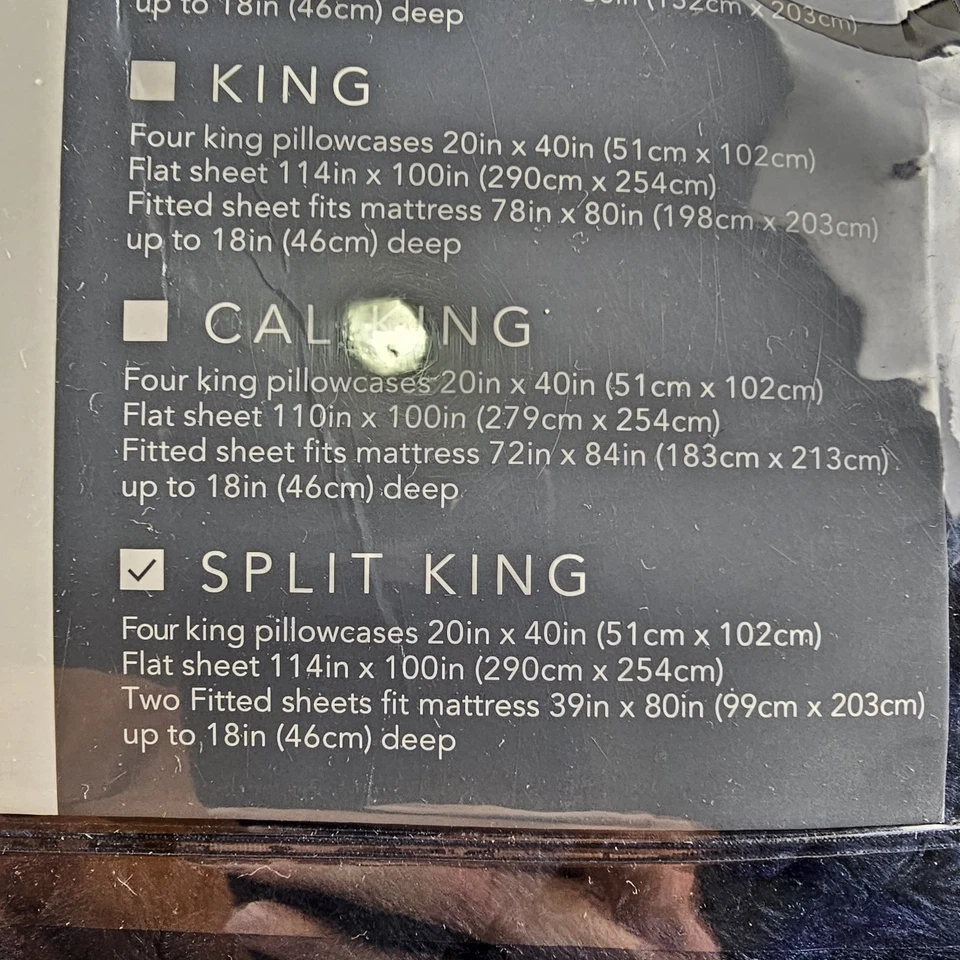 up to 18in (46cm) deep
x 203cm)
KING
Four king pillowcases 20in x 40in (51cm x 102cm)
Flat sheet 114in x 100in (290cm x 254cm)
Fitted sheet fits mattress 78in x 80in (198cm x 203cm)
up to 18in (46cm) deep
CAL KING
Four king pillowcases 20in x 40in (51cm x 102cm)
Flat sheet 110in x 100in (279cm x 254cm)
Fitted sheet fits mattress 72in x 84in (183cm x 213cm)
up to 18in (46cm) deep
SPLIT KING
Four king pillowcases 20in x 40in (51cm x 102cm)
Flat sheet 114in x 100in (290cm x 254cm)
Two Fitted sheets fit mattress 39in x 80in (99cm x 203cm)
up to 18in (46cm) deep